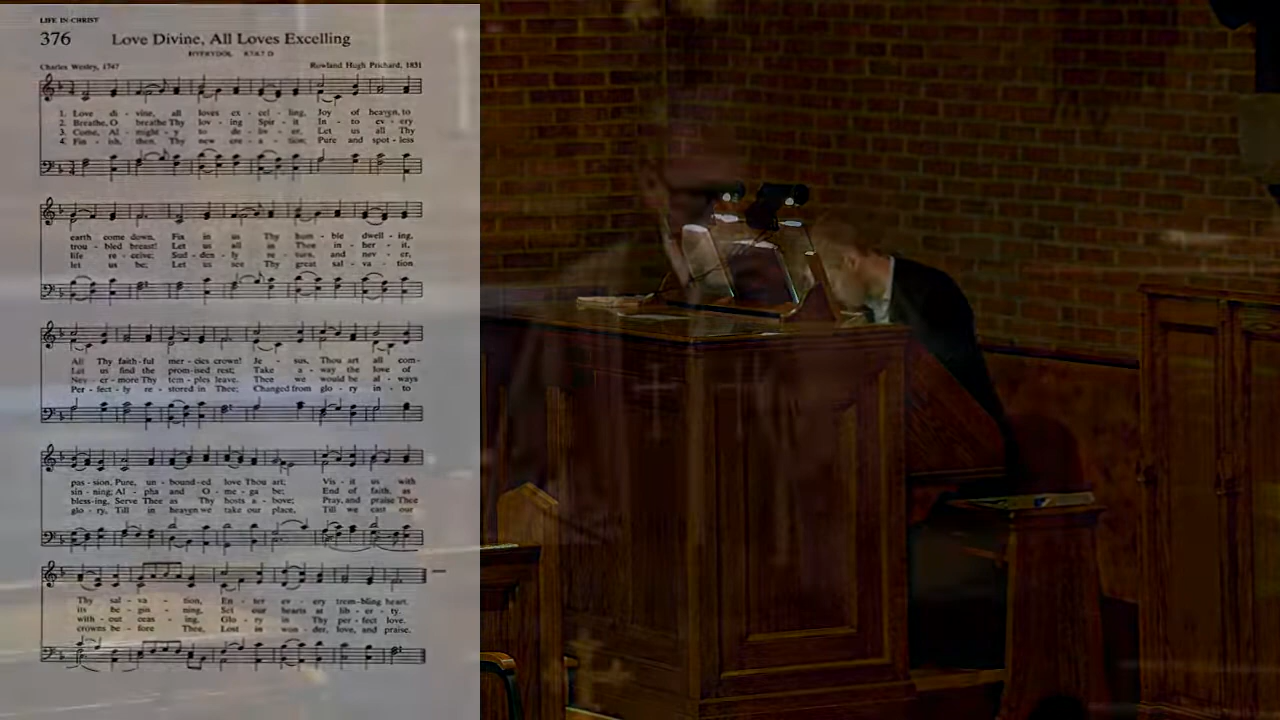 LIFE IN CHRIST
376 Love Divine, All Loves Excelling
HYFRYDOL 8.7.8.7 D
Charles Wesley, 1747 Rowland Hugh Prichard, 1831
1. Love di - vine, all loves ex - cel - ling, Joy of heaven, to
2. Breathe, O breathe Thy lov - ing Spir - it In - to ev - ery
3. Come, Al - might - y to de - liv - er, Let us all Thy
4. Fin - ish, then, Thy new cre - a - tion; Pure and spot - less
earth come down, Fix in us Thy hum - ble dwell - ing,
trou - bled breast! Let us all in Thee in - her - it,
life re - ceive; Sud - den - ly re - turn, and nev - er,
let us be; Let us see Thy great sal - va - tion
All Thy faith - ful mer - cies crown! Je - sus, Thou art all com-
Let us find the prom - ised rest; Take a - way the love of
Nev - er - more Thy tem - ples leave. Thee we would be al - ways
Per - fect - ly re - stored in Thee; Changed from glo - ry in - to
pas - sion, Pure, un - bound - ed love Thou art; Vis - it us with
sin - ning; Al - pha and O - me - ga be; End of faith, as
bless - ing, Serve Thee as Thy hosts a - bove; Pray, and praise Thee
glo - ry, Till in heaven we take our place, Till we cast our
Thy sal - va - tion, En - ter ev - ery trem - bling heart.
its be - gin - ning, Set our hearts at lib - er - ty.
with - out ceas - ing, Glo - ry in Thy per - fect love.
crowns be - fore Thee, Lost in won - der, love, and praise.